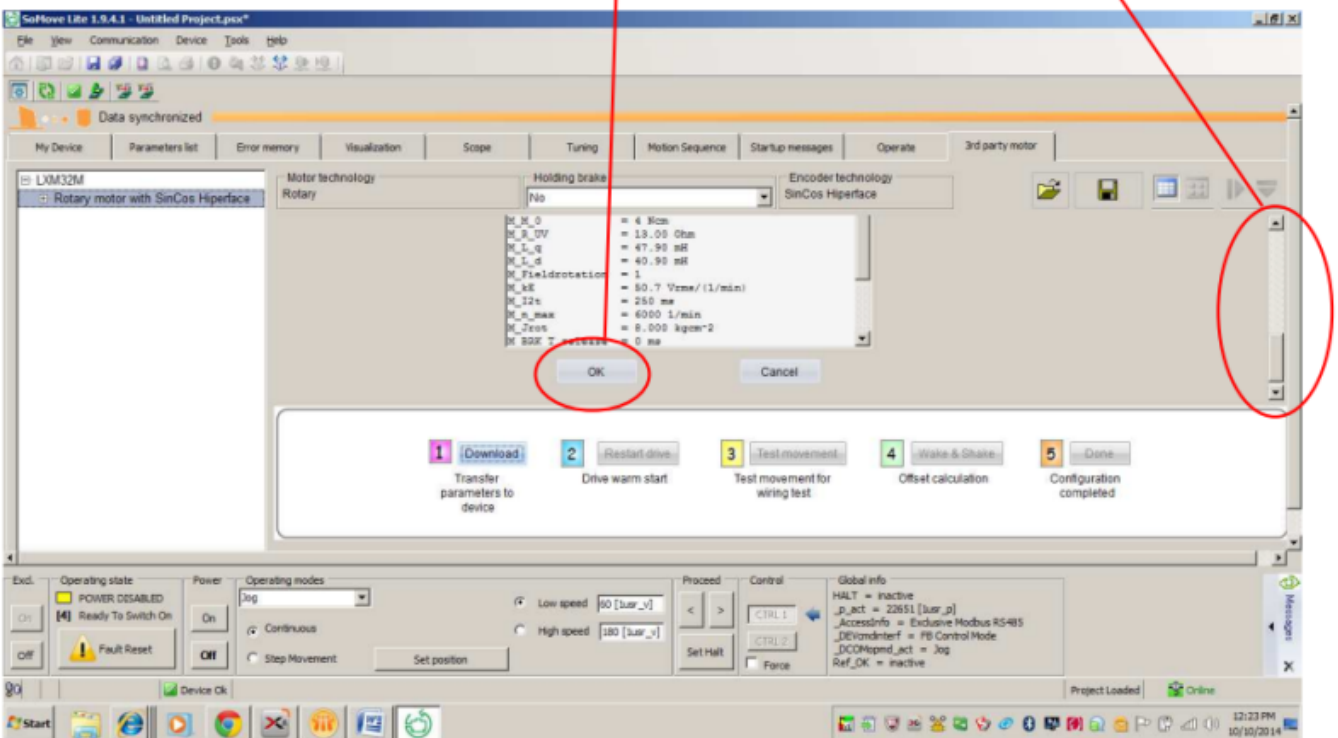 SoMove Lite 1.9.4.1 - Untitled Project.psx*
File View Communication Device Tools Help
Data synchronized
My Device Parameters list Error memory Visualization Scope Tuning Motion Sequence Startup messages Operate 3rd party motor
LXM32M
Rotary motor with SinCos Hiperface
Motor technology
Rotary
Holding brake
No
Encoder technology
SinCos Hiperface
M_M_0 = 4 Ncm
M_R_UV = 13.05 Ohm
M_L_q = 47.90 mH
M_L_d = 40.90 mH
M_Fieldrotation = 1
M_kE = 50.7 Vrms/(1/min)
M_I2t = 250 ms
M_n_max = 6000 1/min
M_Jrot = 8.000 kgcm^2
= 0 ms
OK Cancel
1 Download 2 Restart drive 3 Test movement 4 Wake & Shake 5 Done
Transfer parameters to device
Drive warm start
Test movement for wiring test
Offset calculation
Configuration completed
Excl.
On
Off
Operating state
POWER DISABLED
[4] Ready To Switch On
Fault Reset
Power
On
Off
Operating modes
Jog
Continuous
Step Movement
Set position
Low speed 60 [1usr_v]
High speed 180 [1usr_v]
Proceed
< >
Set Halt
Control
CTRL 1
CTRL 2
Force
Global info
HALT = inactive
_p_act = 22651 [1usr_p]
_AccessInfo = Exclusive Modbus RS485
_DEVcmdinterf = FB Control Mode
_DCOMopmd_act = Jog
Ref_OK = inactive
Messages
Device Ok
Project Loaded Online
Start
12:23 PM
10/10/2014